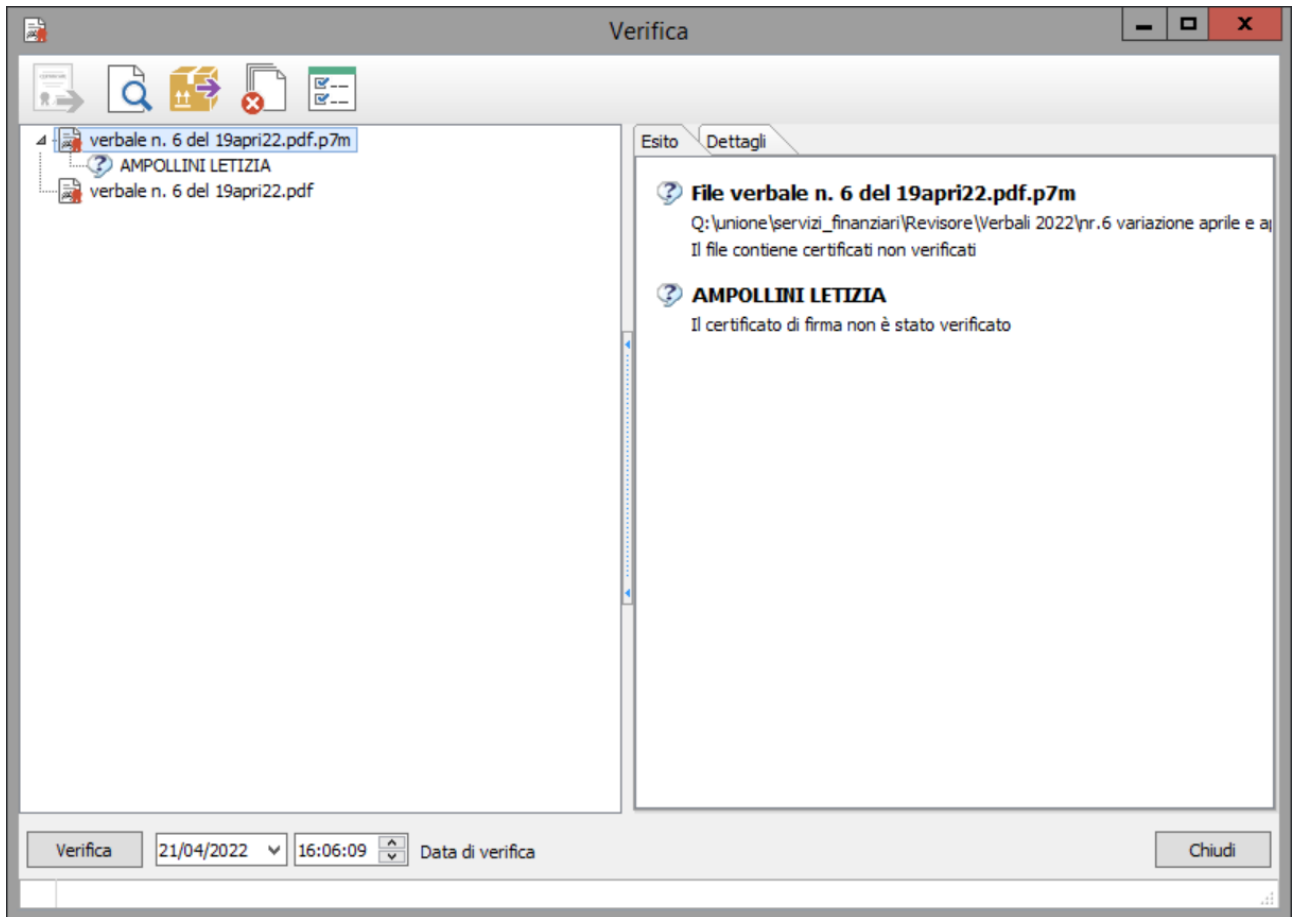 Verifica
verbale n. 6 del 19apri22.pdf.p7m
AMPOLLINI LETIZIA
verbale n. 6 del 19apri22.pdf
Esito Dettagli
File verbale n. 6 del 19apri22.pdf.p7m
Q:\unione\servizi_finanziari\Revisore\Verbali 2022\nr.6 variazione aprile e
Il file contiene certificati non verificati
AMPOLLINI LETIZIA
Il certificato di firma non è stato verificato
Verifica 21/04/2022 16:06:09 Data di verifica Chiudi